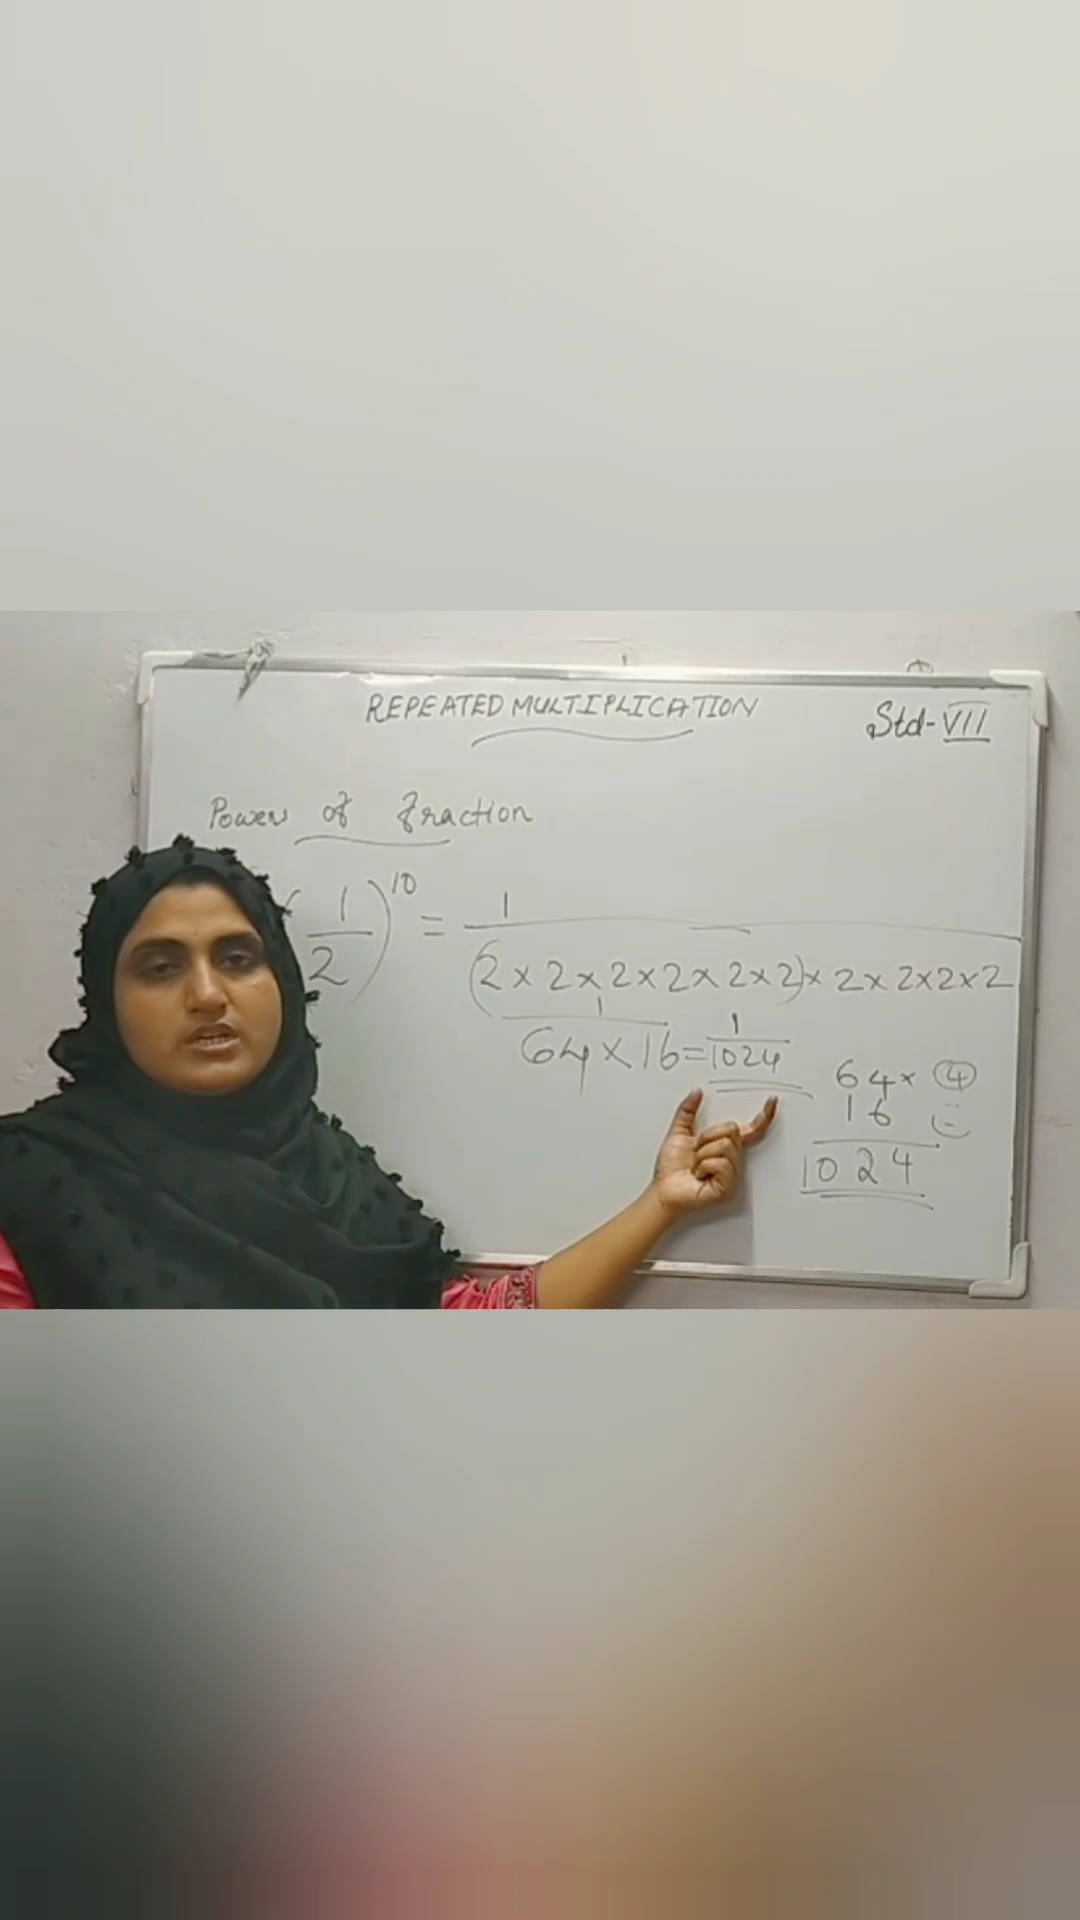 REPEATED MULTIPLICATION
Std-VII
Powers of fraction
(1/2)^10 = 1/((2×2×2×2×2×2)×2×2×2×2)
1/(64×16) = 1/1024
64× ④
16
1024